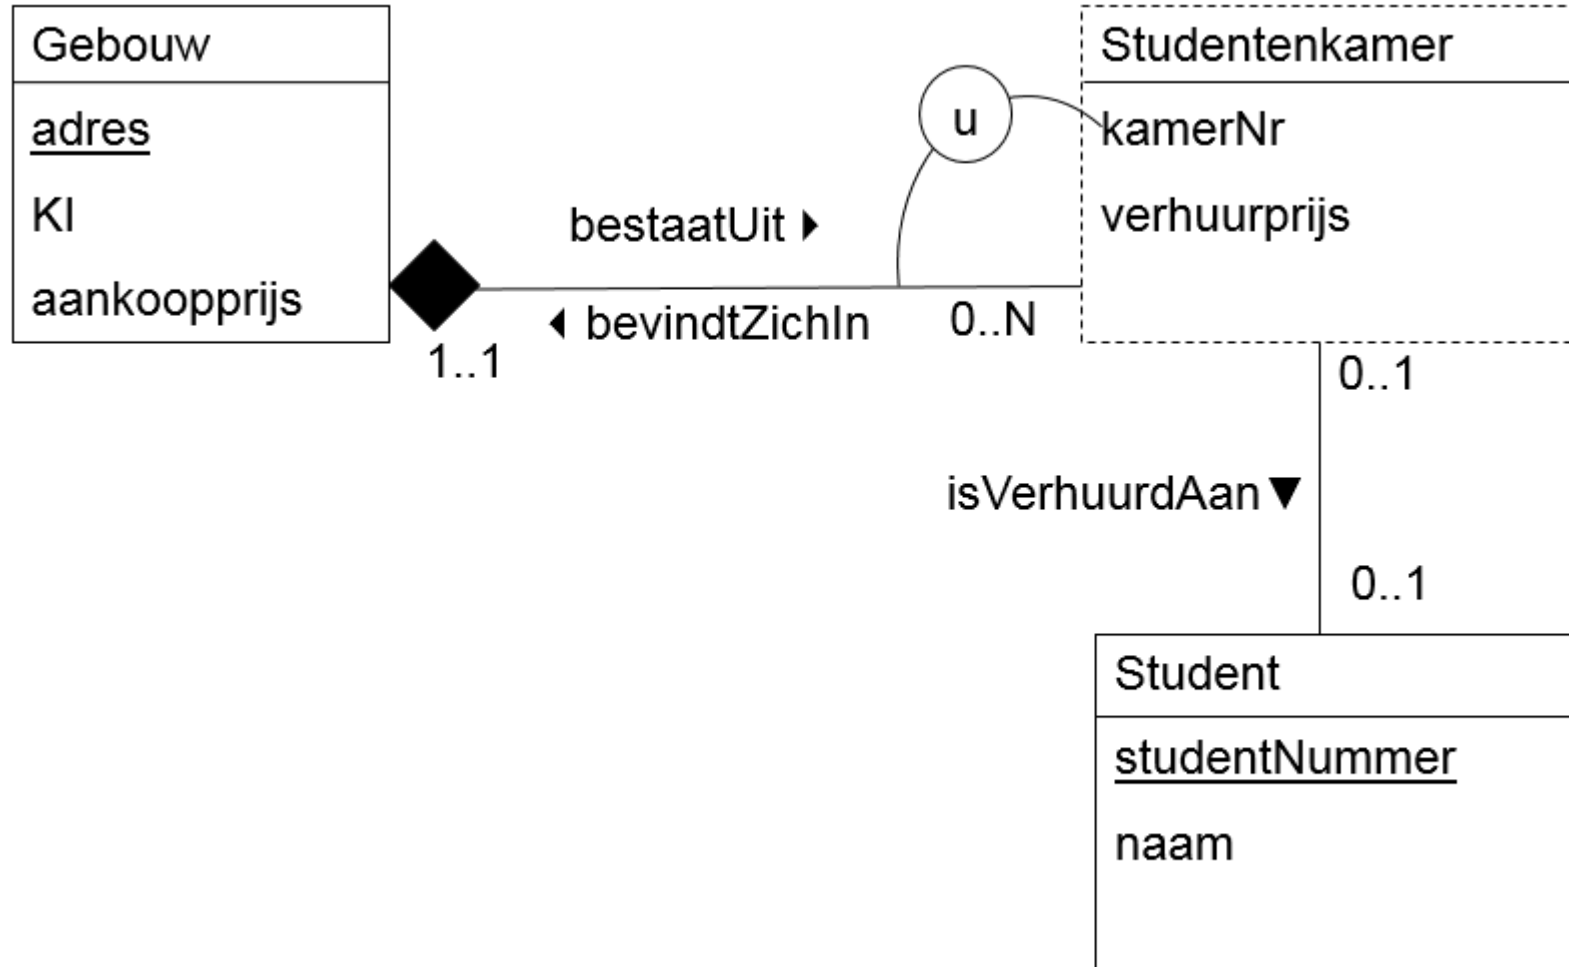 Gebouw
adres
KI
aankoopprijs
1..1
bestaatUit
bevindtZichIn
0..N
u
Studentenkamer
kamerNr
verhuurprijs
0..1
isVerhuurdAan
0..1
Student
studentNummer
naam